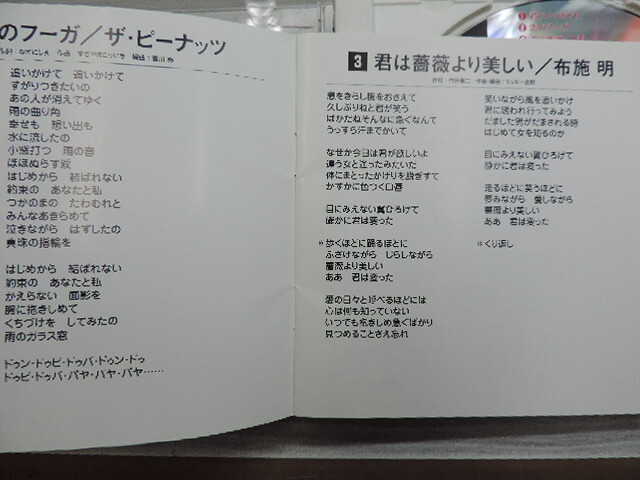 のフーガ／ザ・ピーナッツ
追いかけて　追いかけて
すがりつきたいの
あの人が消えてゆく
雨の曲り角
幸せも　想い出も
水に流したの
小窓打つ　雨の音
ほほぬらす涙
はじめから　結ばれない
約束の　あなたと私
つかのまの　たわむれと
みんなあきらめて
泣きながら　はずしたの
真珠の指輪を
はじめから　結ばれない
約束の　あなたと私
かえらない　面影を
胸に抱きしめて
くちづけを　してみたの
雨のガラス窓
ドゥン・ドゥビ・ドゥバ・ドゥン・ドゥ
ドゥビ・ドゥバ・バヤ・バヤ・バヤ……
3 君は薔薇より美しい／布施 明
息をきらし胸をおさえて
久しぶりねと君が笑う
ばかだねそんなに急ぐなんて
うっすら汗までかいて
なぜか今日は君が欲しいよ
違う女と逢ったみたいだ
体にまとったかげりを脱ぎすて
かすかに色づく口唇
目にみえない翼ひろげて
確かに君は変った
＊歩くほどに踊るほどに
ふざけながら　じらしながら
薔薇より美しい
ああ　君は変った
愛の日々と呼べるほどには
心は何も知っていない
いつでも抱きしめ急ぐばかり
見つめることさえ忘れ
笑いながら風を追いかけ
君に誘われ行ってみよう
だました男がだまされる時
はじめて女を知るのか
目にみえない翼ひろげて
静かに君は変った
走るほどに笑うほどに
夢みながら　愛しながら
薔薇より美しい
ああ　君は変った
＊くり返し